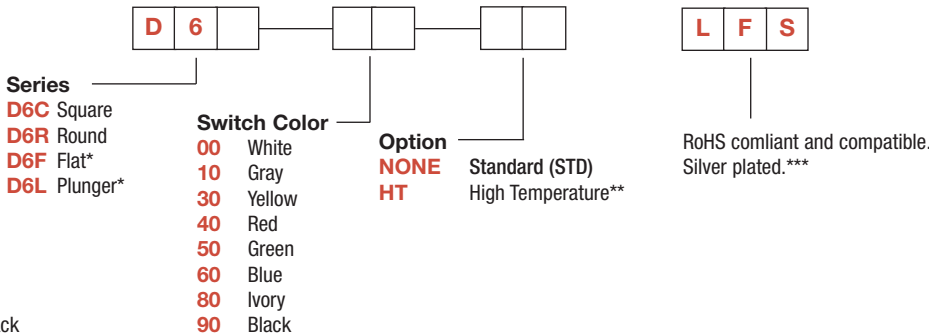 D 6
L F S
Series
D6C Square
D6R Round
D6F Flat*
D6L Plunger*
Switch Color
00 White
10 Gray
30 Yellow
40 Red
50 Green
60 Blue
80 Ivory
90 Black
Option
NONE Standard (STD)
HT High Temperature**
RoHS comliant and compatible.
Silver plated.***